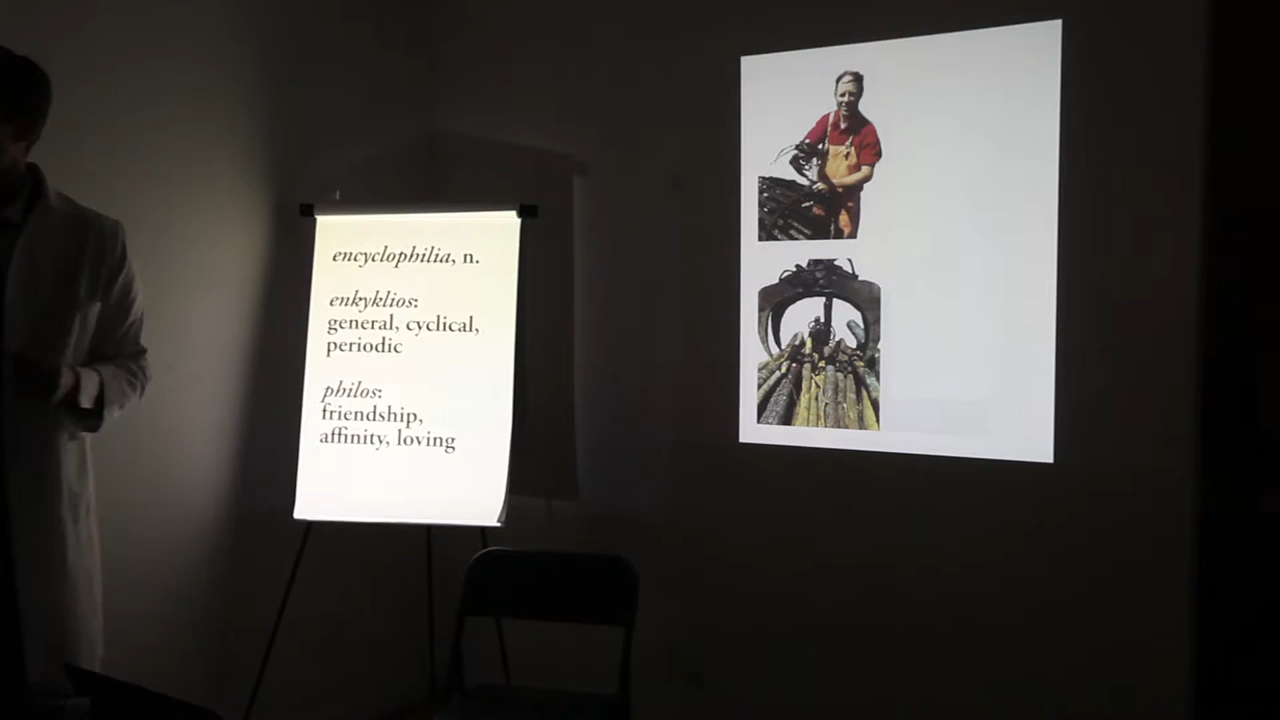 encyclophilia, n.
enkyklios:
general, cyclical,
periodic
philos:
friendship,
affinity, loving